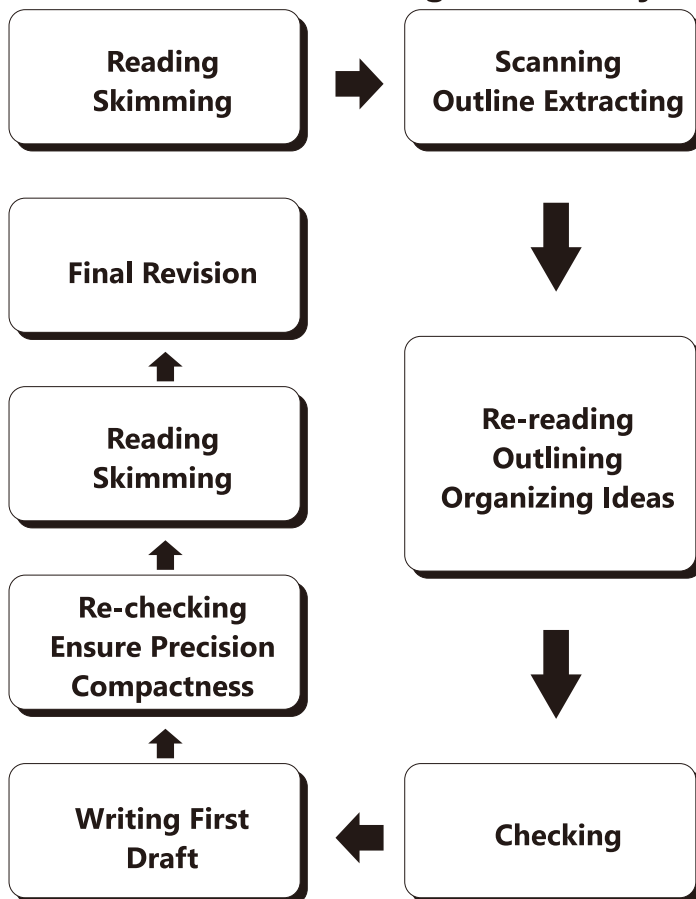 Reading
Skimming
Scanning
Outline Extracting
Re-reading
Outlining
Organizing Ideas
Checking
Writing First
Draft
Re-checking
Ensure Precision
Compactness
Reading
Skimming
Final Revision